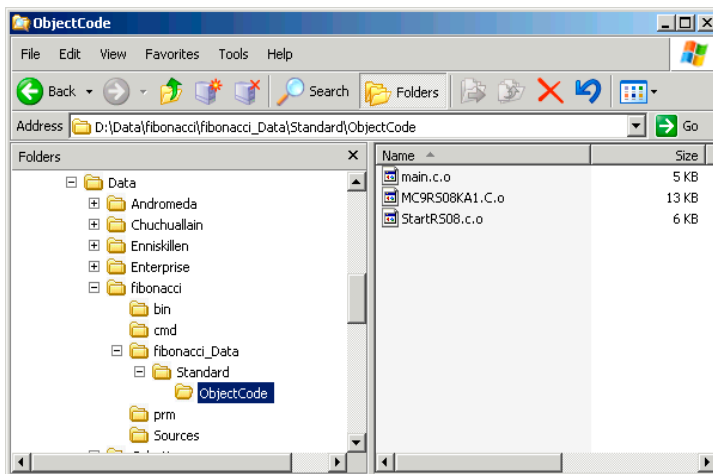 ObjectCode
File Edit View Favorites Tools Help
Back Search Folders
Address D:\Data\fibonacci\fibonacci_Data\Standard\ObjectCode Go
Folders
Data
Andromeda
Chuchuallain
Enniskillen
Enterprise
fibonacci
bin
cmd
fibonacci_Data
Standard
ObjectCode
prm
Sources
Name Size
main.c.o 5 KB
MC9RS08KA1.C.o 13 KB
StartRS08.c.o 6 KB